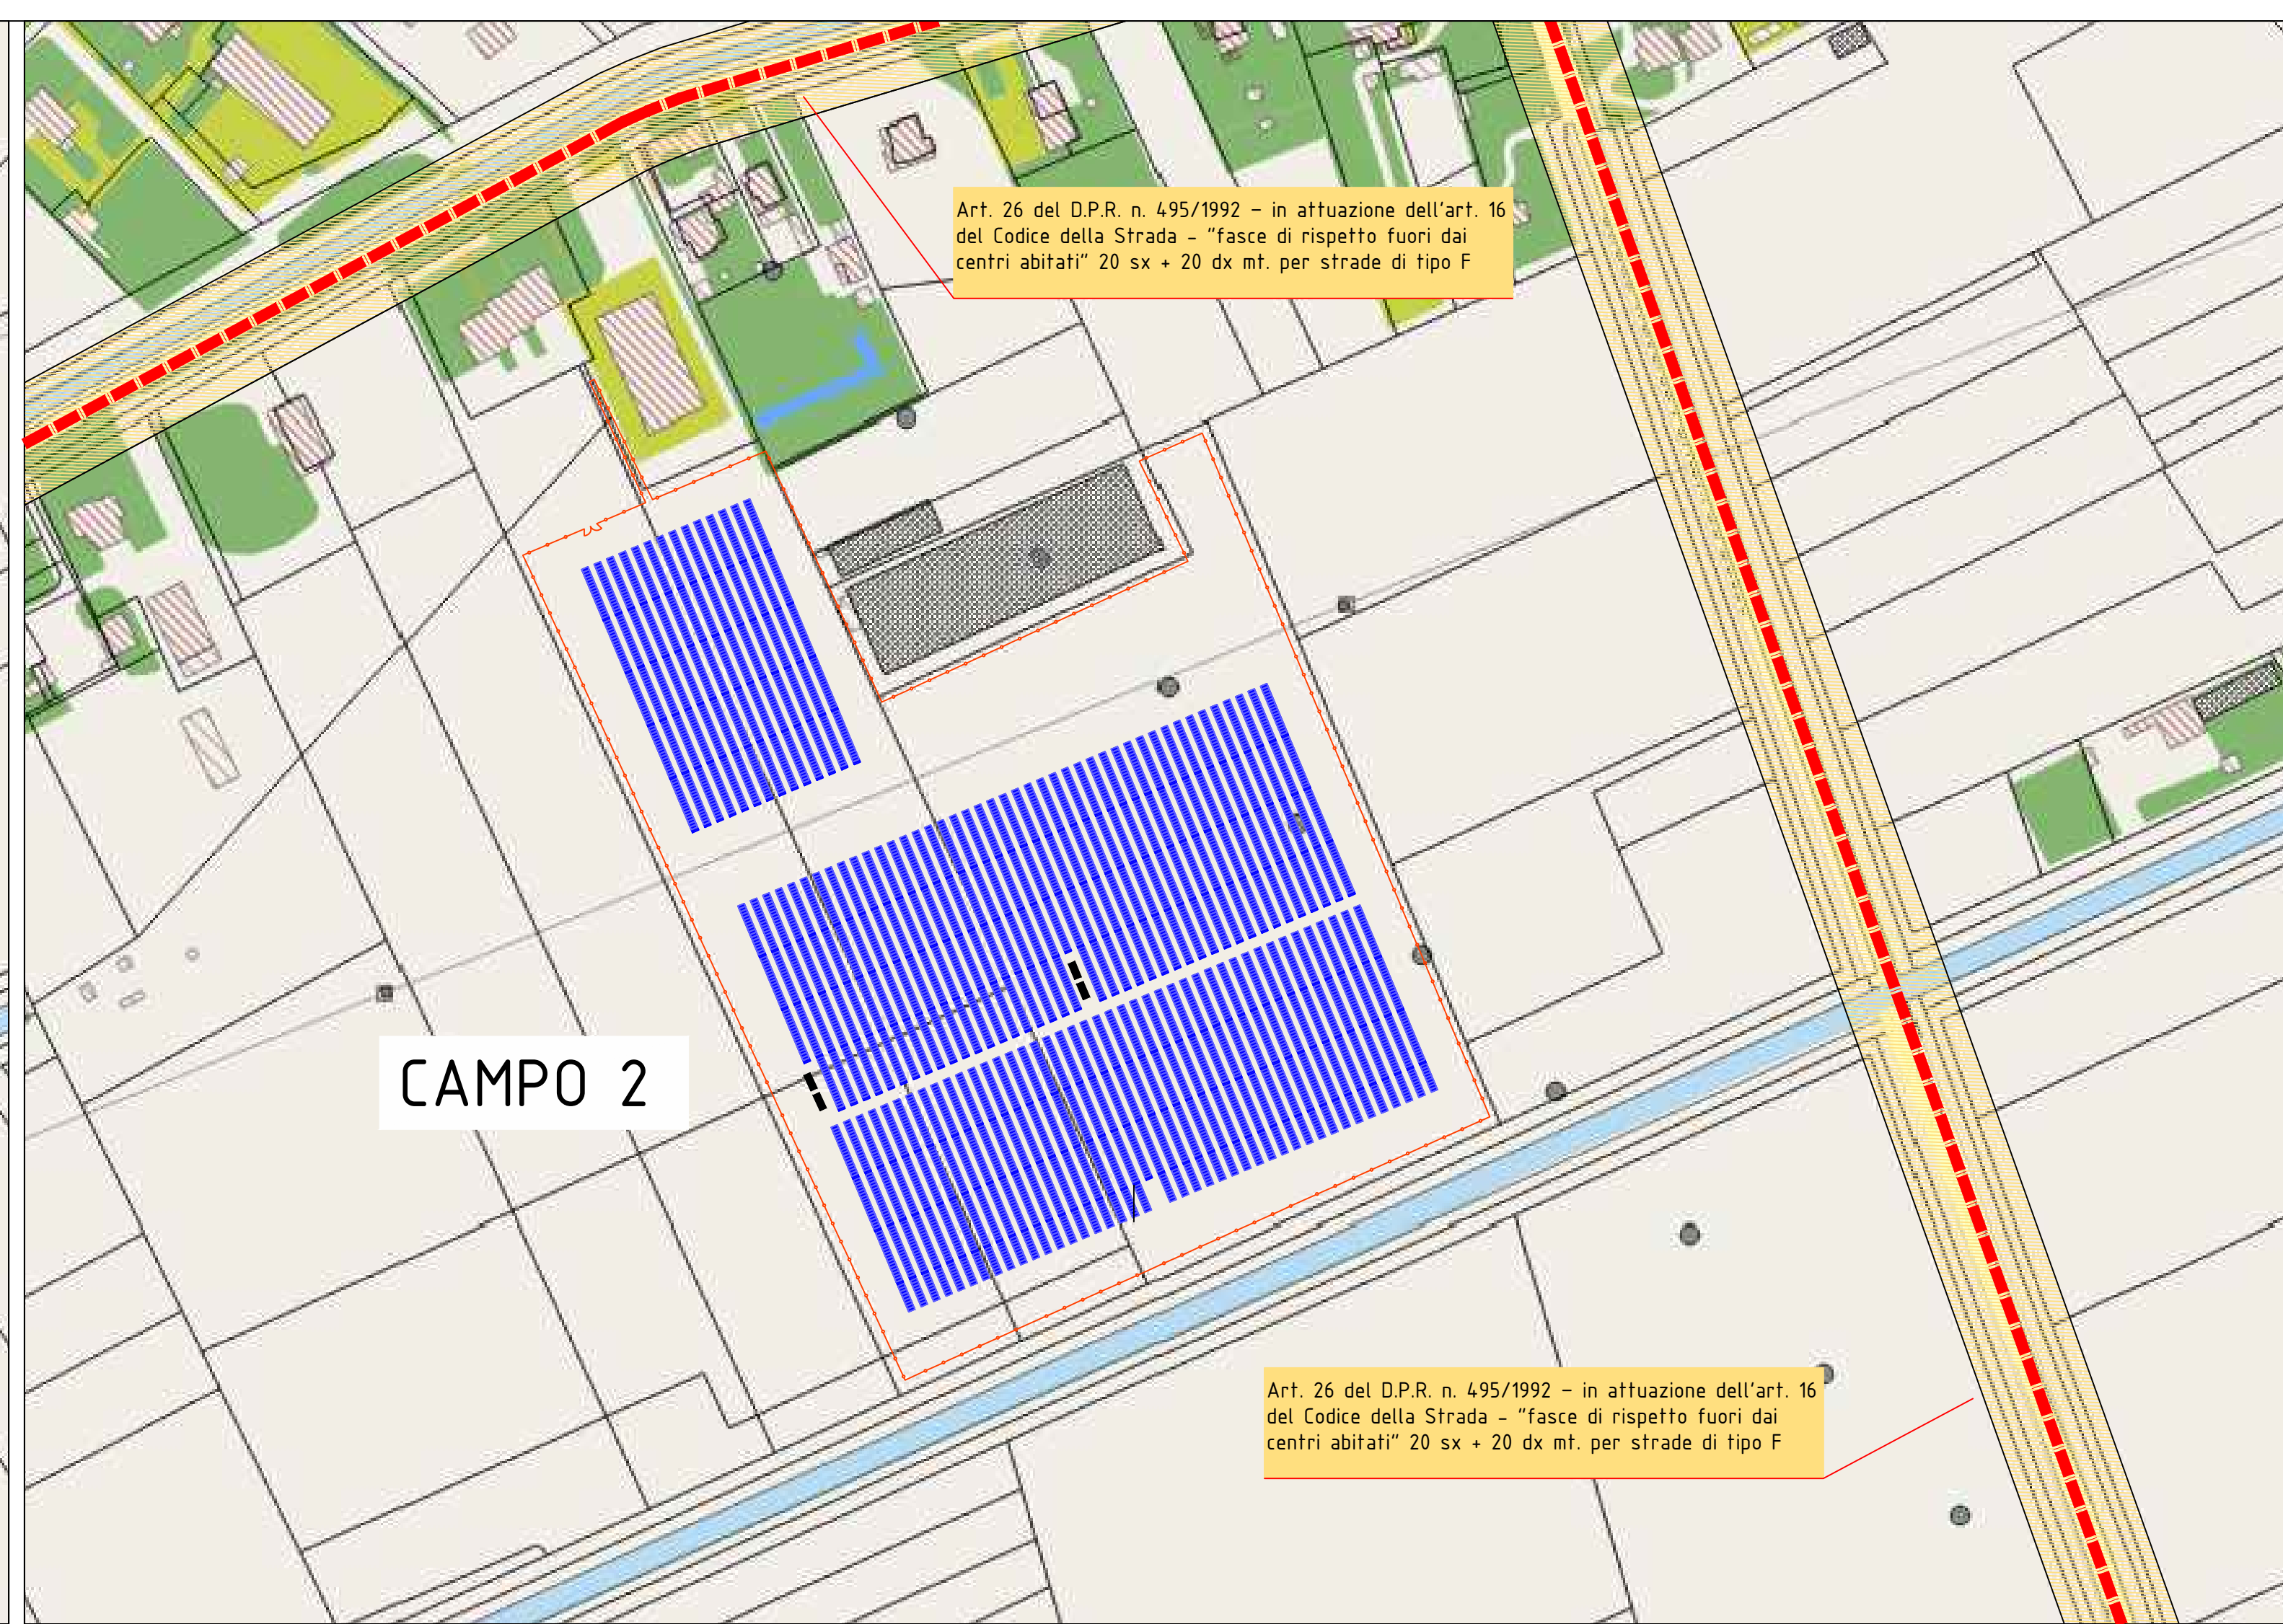 Art. 26 del D.P.R. n. 495/1992 – in attuazione dell'art. 16
del Codice della Strada - "fasce di rispetto fuori dai
centri abitati" 20 sx + 20 dx mt. per strade di tipo F
CAMPO 2
Art. 26 del D.P.R. n. 495/1992 – in attuazione dell'art. 16
del Codice della Strada - "fasce di rispetto fuori dai
centri abitati" 20 sx + 20 dx mt. per strade di tipo F